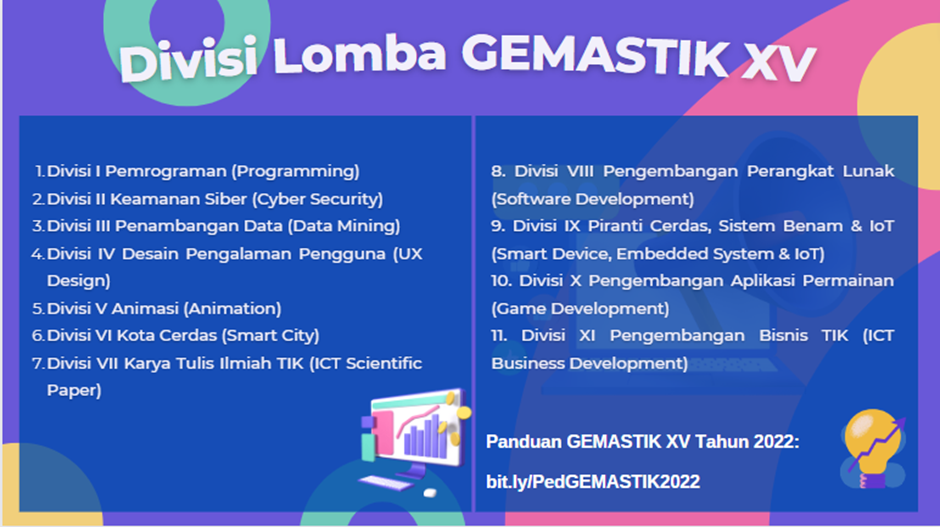 Divisi Lomba GEMASTIK XV
1. Divisi I Pemrograman (Programming)
2. Divisi II Keamanan Siber (Cyber Security)
3. Divisi III Penambangan Data (Data Mining)
4. Divisi IV Desain Pengalaman Pengguna (UX
Design)
5. Divisi V Animasi (Animation)
6. Divisi VI Kota Cerdas (Smart City)
7. Divisi VII Karya Tulis Ilmiah TIK (ICT Scientific
Paper)
8. Divisi VIII Pengembangan Perangkat Lunak
(Software Development)
9. Divisi IX Piranti Cerdas, Sistem Benam & IoT
(Smart Device, Embedded System & IoT)
10. Divisi X Pengembangan Aplikasi Permainan
(Game Development)
11. Divisi XI Pengembangan Bisnis TIK (ICT
Business Development)
Panduan GEMASTIK XV Tahun 2022:
bit.ly/PedGEMASTIK2022